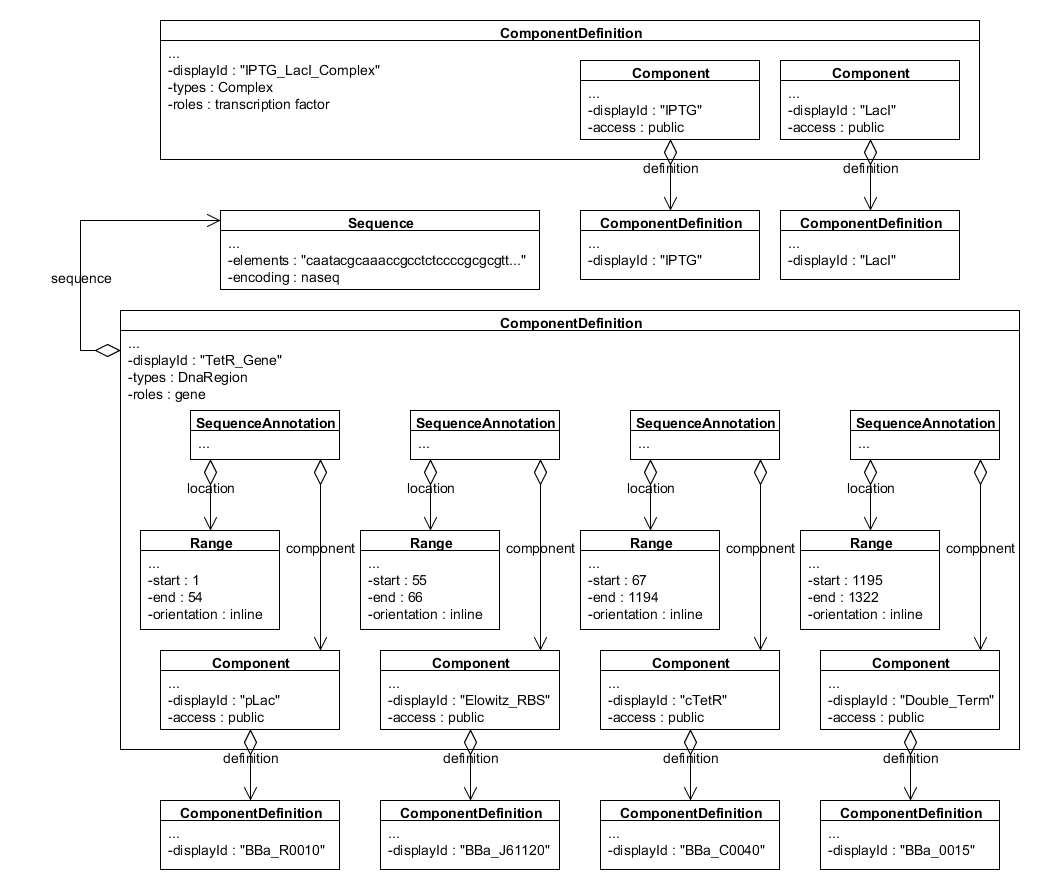 ComponentDefinition
...
-displayId : "IPTG_LacI_Complex"
-types : Complex
-roles : transcription factor
Component
...
-displayId : "IPTG"
-access : public
Component
...
-displayId : "LacI"
-access : public
definition
definition
Sequence
...
-elements : "caatacgcaaaccgcctctccccgcgcgtt..."
-encoding : naseq
ComponentDefinition
...
-displayId : "IPTG"
ComponentDefinition
...
-displayId : "LacI"
sequence
ComponentDefinition
...
-displayId : "TetR_Gene"
-types : DnaRegion
-roles : gene
SequenceAnnotation
...
SequenceAnnotation
...
SequenceAnnotation
...
SequenceAnnotation
...
location
location
location
location
Range
...
-start : 1
-end : 54
-orientation : inline
component
Range
...
-start : 55
-end : 66
-orientation : inline
component
Range
...
-start : 67
-end : 1194
-orientation : inline
component
Range
...
-start : 1195
-end : 1322
-orientation : inline
component
Component
...
-displayId : "pLac"
-access : public
Component
...
-displayId : "Elowitz_RBS"
-access : public
Component
...
-displayId : "cTetR"
-access : public
Component
...
-displayId : "Double_Term"
-access : public
definition
definition
definition
definition
ComponentDefinition
...
-displayId : "BBa_R0010"
ComponentDefinition
...
-displayId : "BBa_J61120"
ComponentDefinition
...
-displayId : "BBa_C0040"
ComponentDefinition
...
-displayId : "BBa_0015"